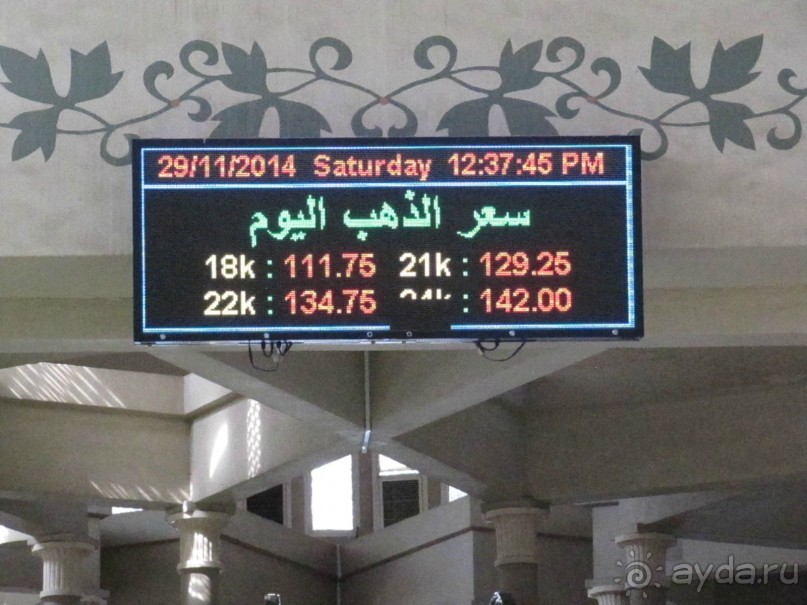 29/11/2014 Saturday 12:37:45 PM
سعر الذهب اليوم
18k : 111.75 21k : 129.25
22k : 134.75 24k : 142.00
ayda.ru